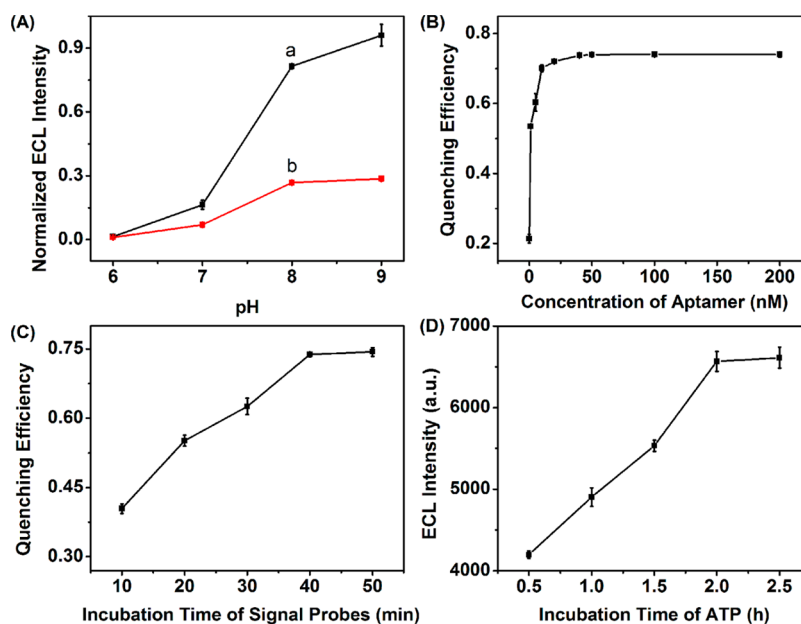 (A)
Normalized ECL Intensity
0.9
0.6
0.3
0.0
a
b
6 7 8 9
pH
(B)
Quenching Efficiency
0.8
0.6
0.4
0.2
0 50 100 150 200
Concentration of Aptamer (nM)
(C)
Quenching Efficiency
0.75
0.60
0.45
0.30
10 20 30 40 50
Incubation Time of Signal Probes (min)
(D)
ECL Intensity (a.u.)
7000
6000
5000
4000
0.5 1.0 1.5 2.0 2.5
Incubation Time of ATP (h)